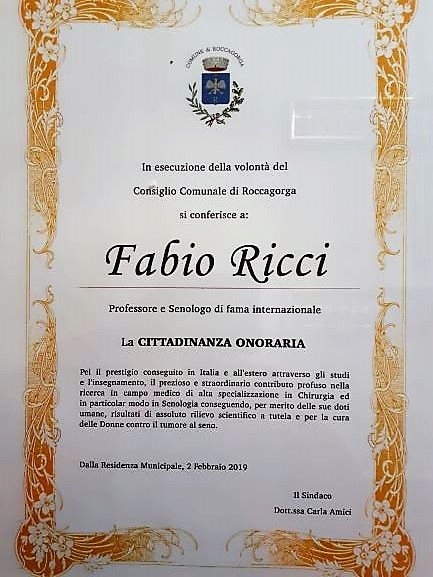 COMUNE di ROCCAGORGA
In esecuzione della volontà del
Consiglio Comunale di Roccagorga
si conferisce a:
Fabio Ricci
Professore e Senologo di fama internazionale
La CITTADINANZA ONORARIA
Pei il prestigio conseguito in Italia e all'estero attraverso gli studi
e l'insegnamento, il prezioso e straordinario contributo profuso nella
ricerca in campo medico di alta specializzazione in Chirurgia ed
in particolar modo in Senologia conseguendo, per merito delle sue doti
umane, risultati di assoluto rilievo scientifico a tutela e per la cura
delle Donne contro il tumore al seno.
Dalla Residenza Municipale, 2 Febbraio 2019
Il Sindaco
Dott.ssa Carla Amici